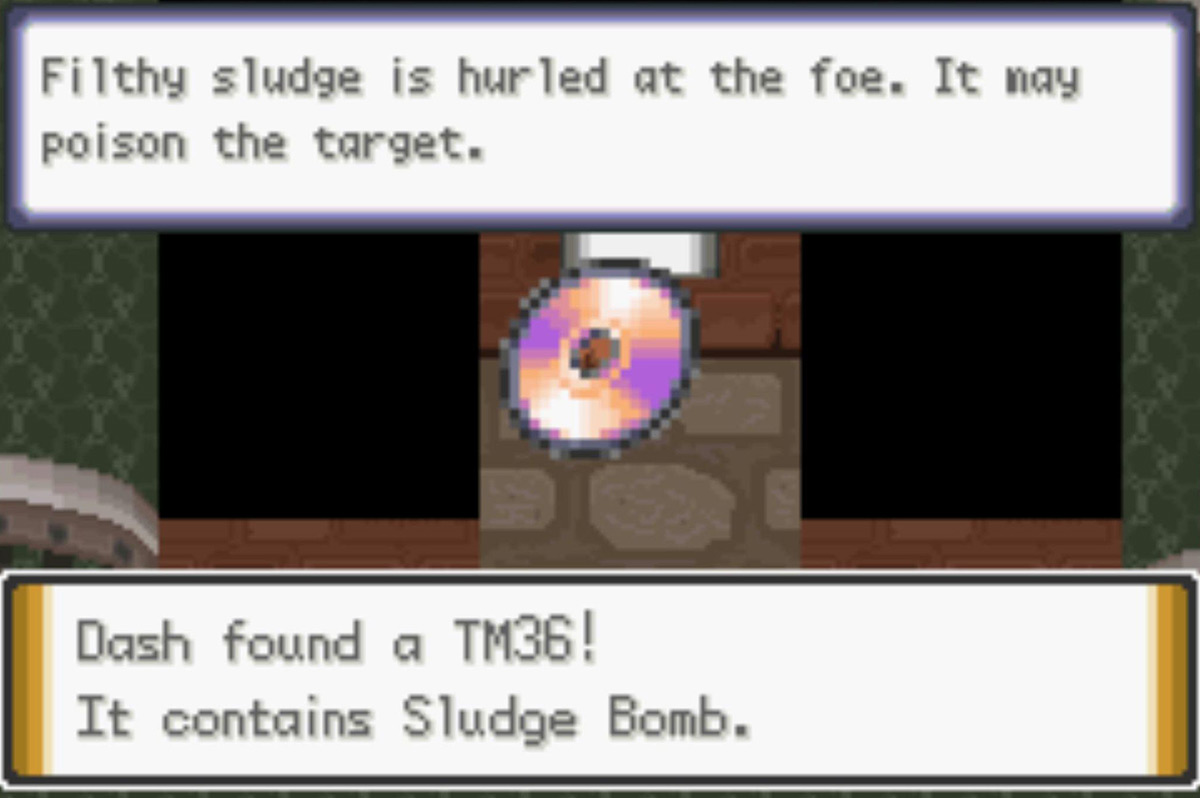 Filthy sludge is hurled at the foe. It may
poison the target.
Dash found a TM36!
It contains Sludge Bomb.